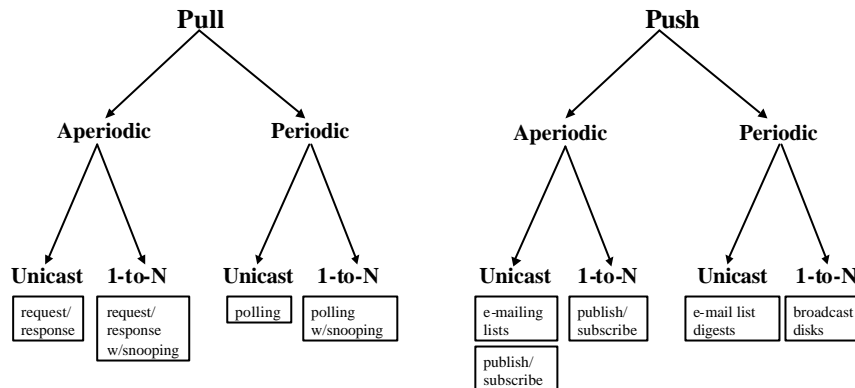 Pull
Push
Aperiodic
Periodic
Aperiodic
Periodic
Unicast
1-to-N
Unicast
1-to-N
Unicast
1-to-N
Unicast
1-to-N
request/
response
request/
response
w/snooping
polling
polling
w/snooping
e-mailing
lists
publish/
subscribe
publish/
subscribe
e-mail list
digests
broadcast
disks